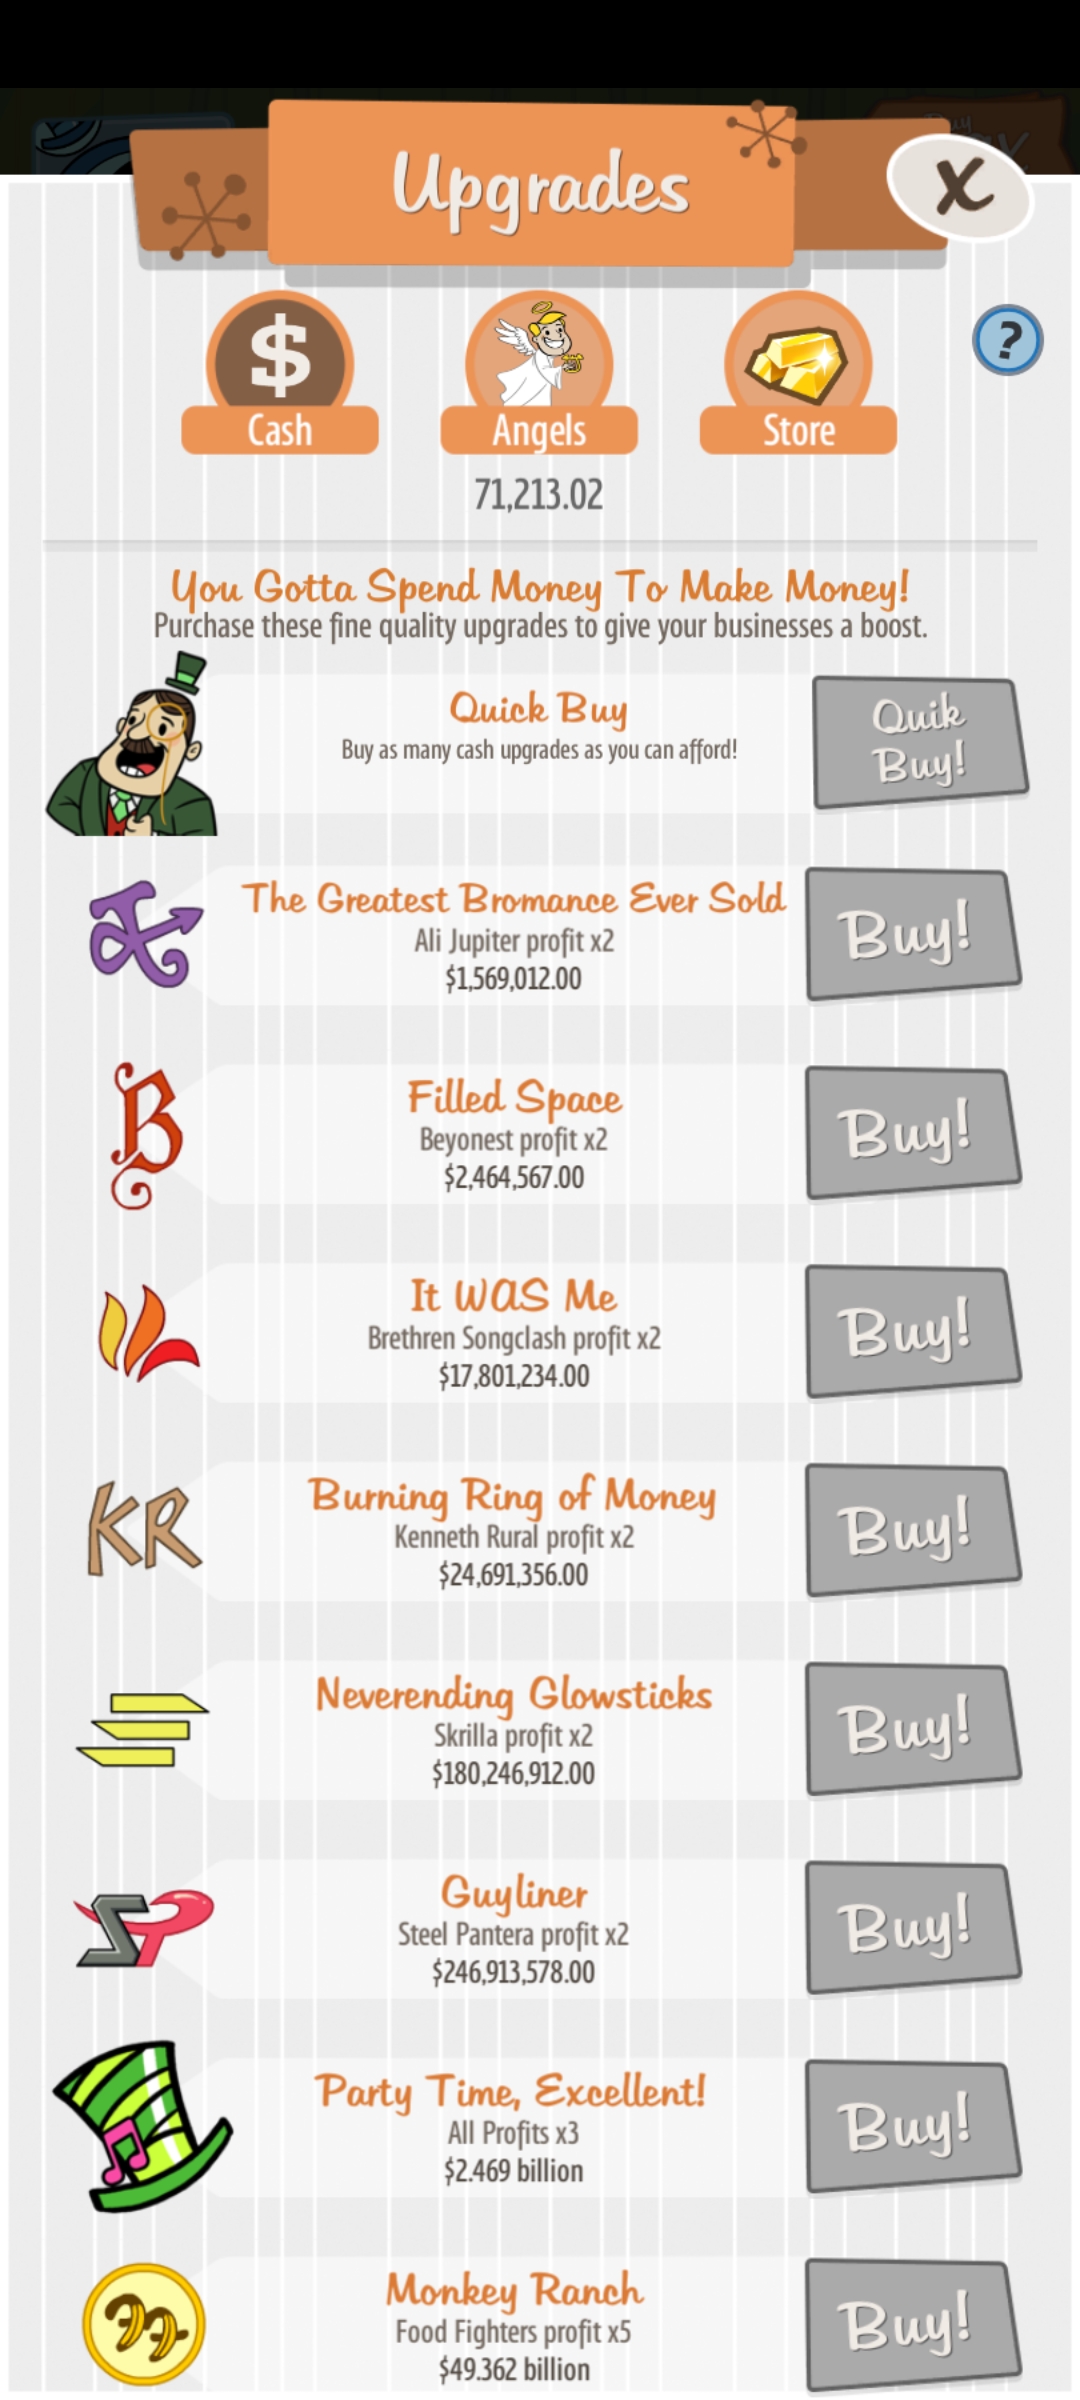 Upgrades
X
?
$
Cash
Angels
Store
71,213.02
You Gotta Spend Money To Make Money!
Purchase these fine quality upgrades to give your businesses a boost.
Quick Buy
Buy as many cash upgrades as you can afford!
Quik
Buy!
The Greatest Bromance Ever Sold
Ali Jupiter profit x2
$1,569,012.00
Buy!
B
Filled Space
Beyonest profit x2
$2,464,567.00
Buy!
It WAS Me
Brethren Songclash profit x2
$17,801,234.00
Buy!
KR
Burning Ring of Money
Kenneth Rural profit x2
$24,691,356.00
Buy!
Neverending Glowsticks
Skrilla profit x2
$180,246,912.00
Buy!
SP
Guyliner
Steel Pantera profit x2
$246,913,578.00
Buy!
Party Time, Excellent!
All Profits x3
$2.469 billion
Buy!
Monkey Ranch
Food Fighters profit x5
$49.362 billion
Buy!